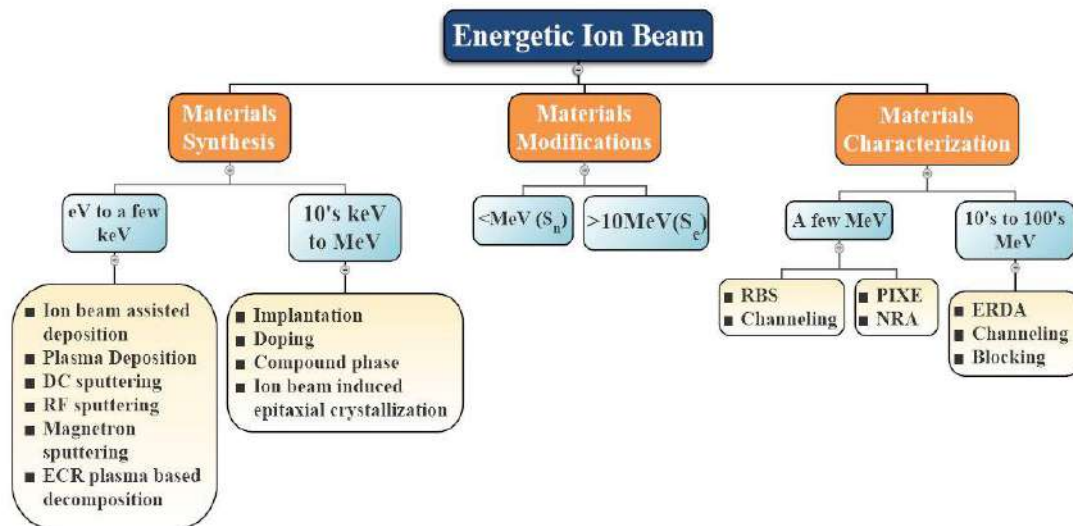 Energetic Ion Beam
Materials
Synthesis
Materials
Modifications
Materials
Characterization
eV to a few
keV
10's keV
to MeV
<MeV (Sn)
>10MeV(Se)
A few MeV
10's to 100's
MeV
■ Ion beam assisted
deposition
■ Plasma Deposition
■ DC sputtering
■ RF sputtering
■ Magnetron
sputtering
■ ECR plasma based
decomposition
■ Implantation
■ Doping
■ Compound phase
■ Ion beam induced
epitaxial crystallization
■ RBS
■ Channeling
■ PIXE
■ NRA
■ ERDA
■ Channeling
■ Blocking